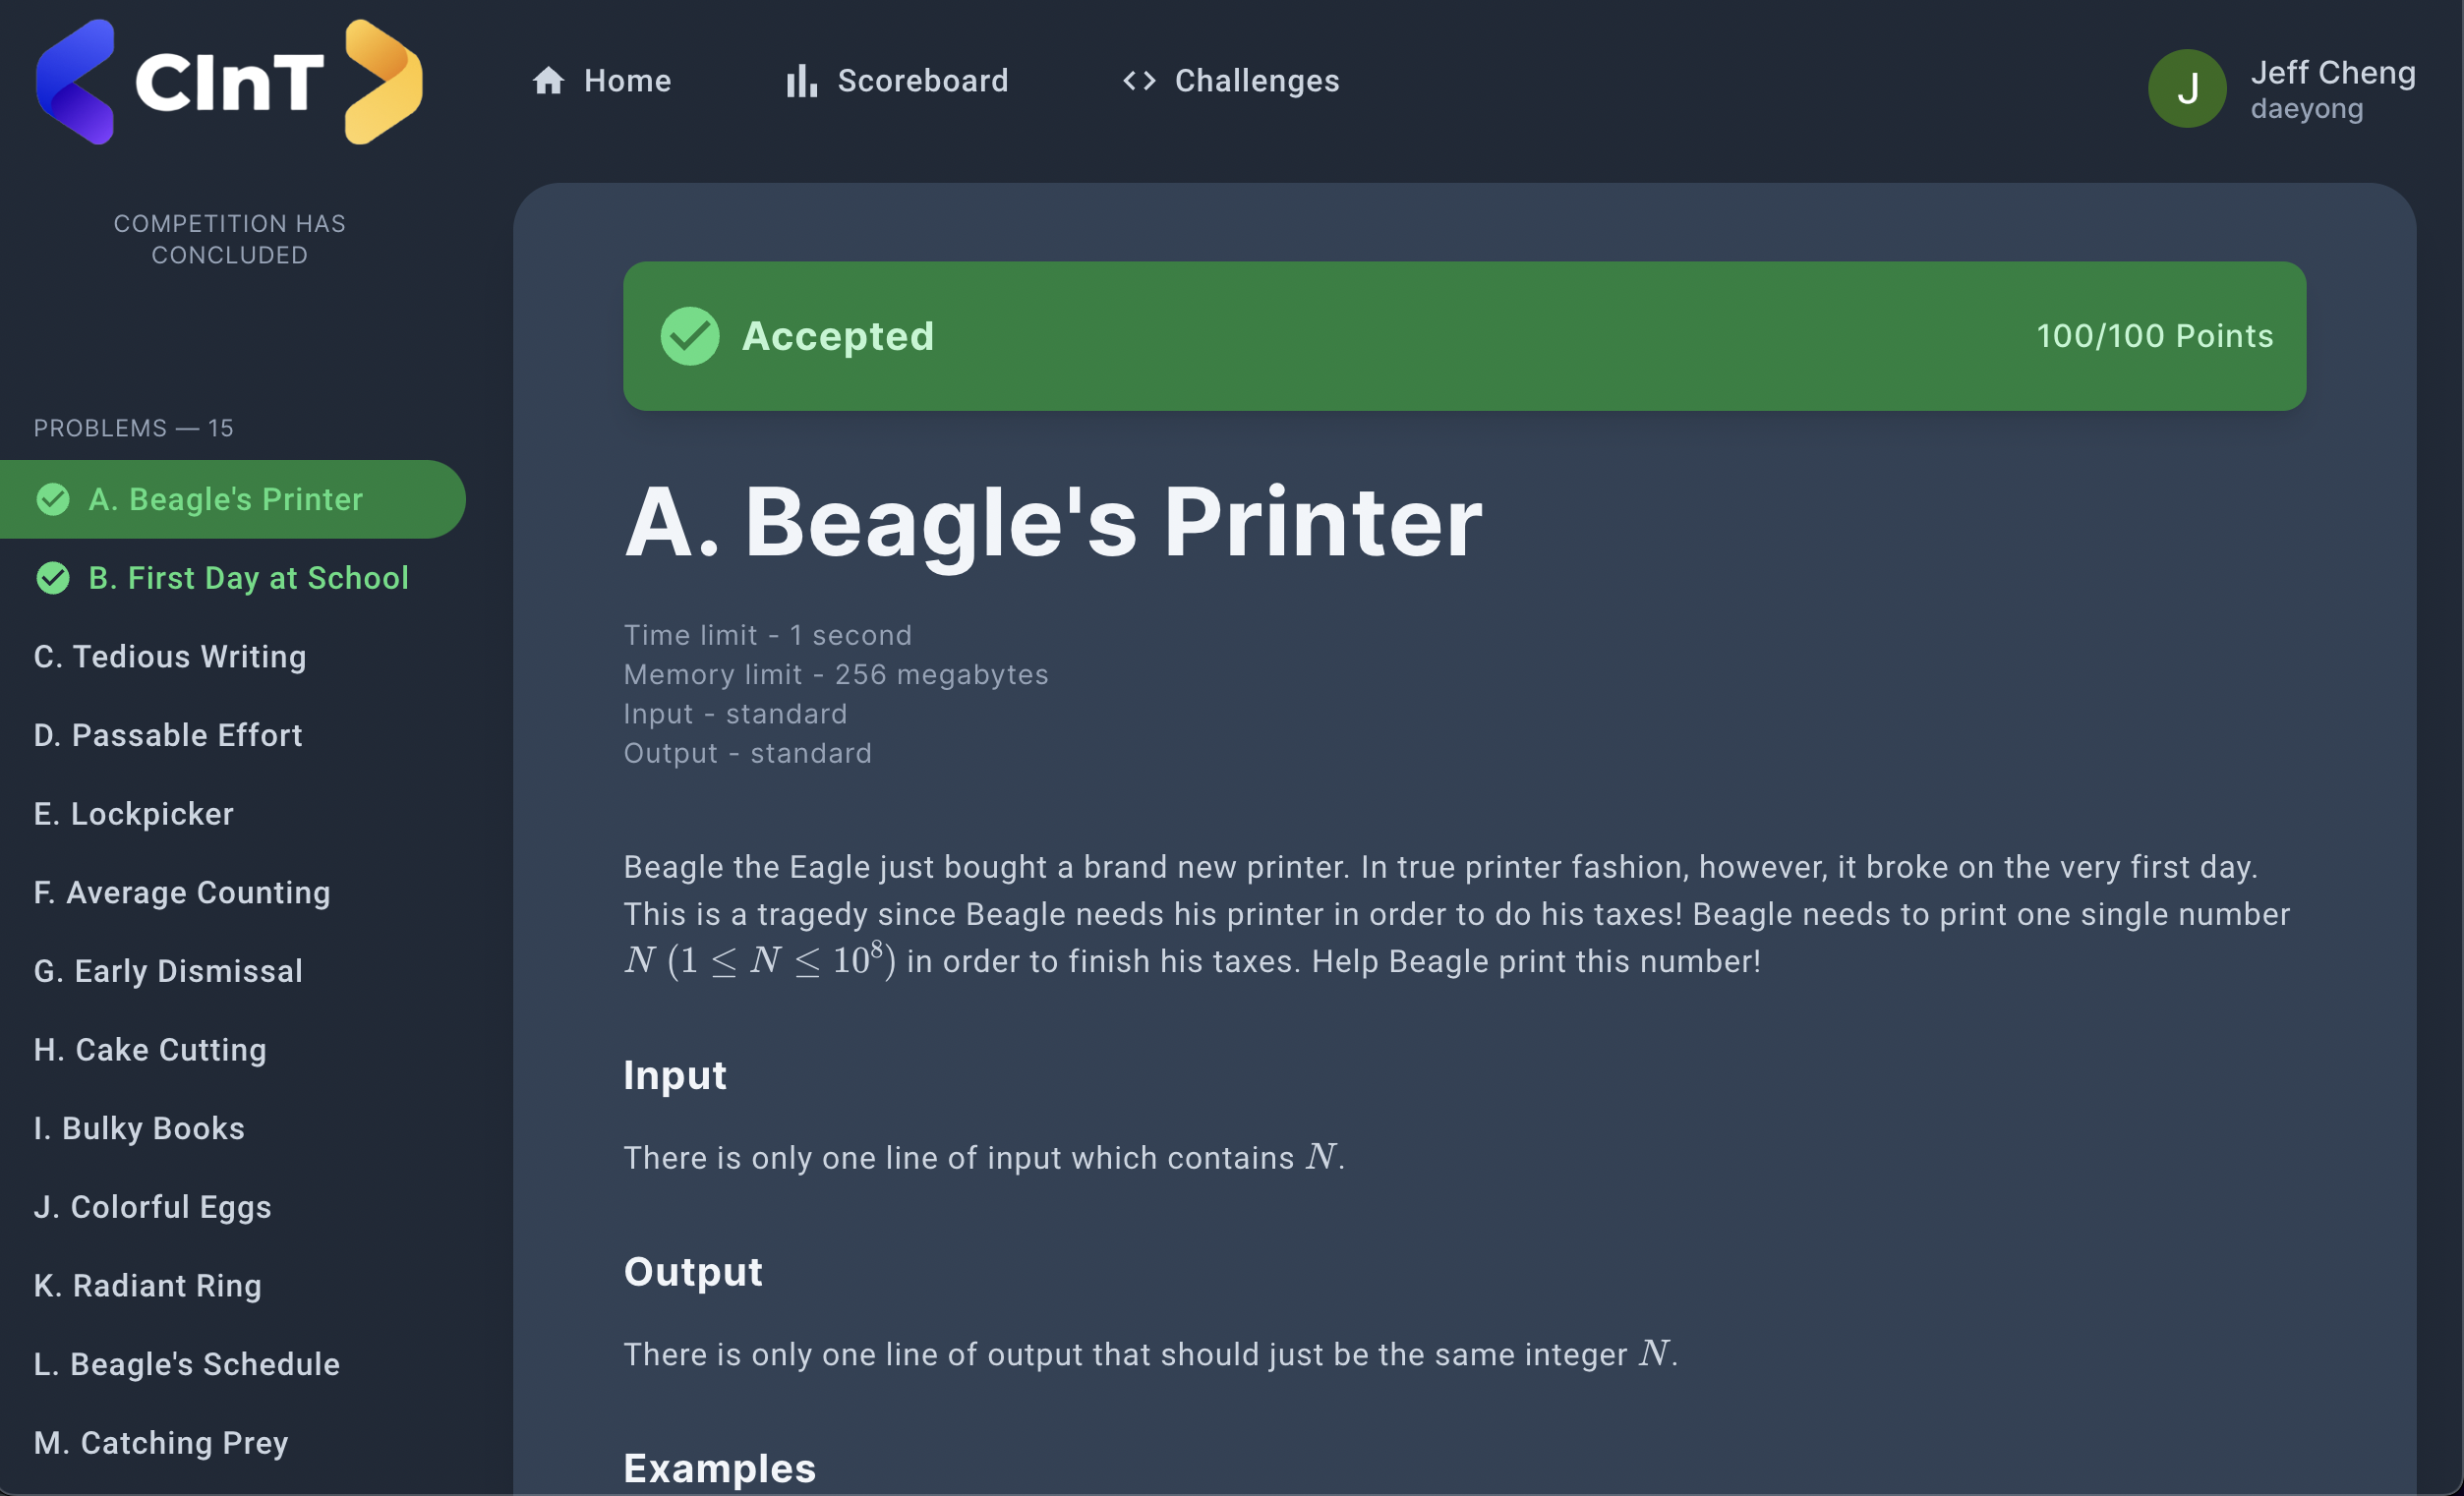 CInT
Home
Scoreboard
Challenges
J
Jeff Cheng
daeyong
COMPETITION HAS
CONCLUDED
PROBLEMS — 15
A. Beagle's Printer
B. First Day at School
C. Tedious Writing
D. Passable Effort
E. Lockpicker
F. Average Counting
G. Early Dismissal
H. Cake Cutting
I. Bulky Books
J. Colorful Eggs
K. Radiant Ring
L. Beagle's Schedule
M. Catching Prey
Accepted
100/100 Points
A. Beagle's Printer
Time limit - 1 second
Memory limit - 256 megabytes
Input - standard
Output - standard
Beagle the Eagle just bought a brand new printer. In true printer fashion, however, it broke on the very first day.
This is a tragedy since Beagle needs his printer in order to do his taxes! Beagle needs to print one single number
N (1 ≤ N ≤ 10⁸) in order to finish his taxes. Help Beagle print this number!
Input
There is only one line of input which contains N.
Output
There is only one line of output that should just be the same integer N.
Examples